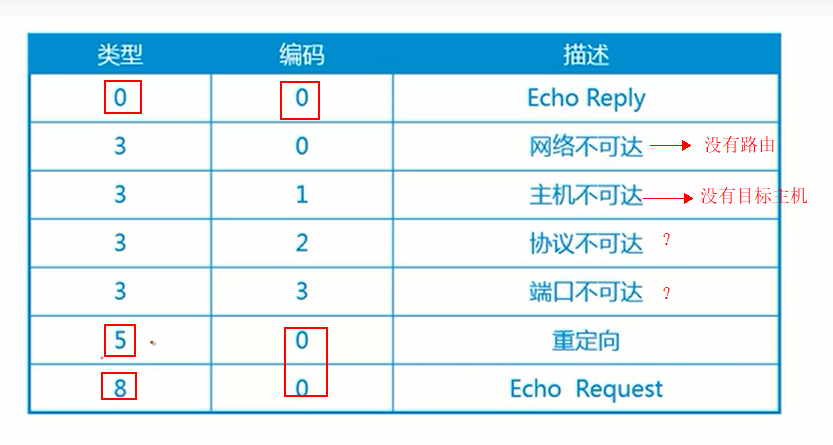 类型 编码 描述
0 0 Echo Reply
3 0 网络不可达 没有路由
3 1 主机不可达 没有目标主机
3 2 协议不可达 ?
3 3 端口不可达 ?
5 0 重定向
8 0 Echo Request